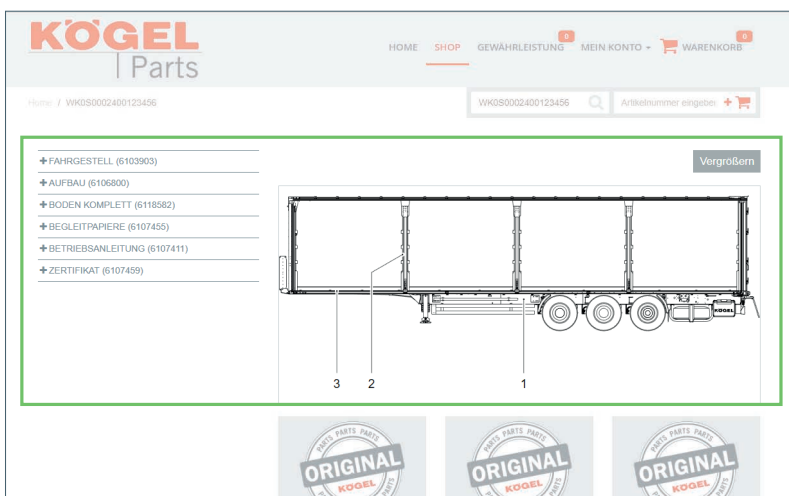 KÖGEL
Parts
HOME SHOP GEWÄHRLEISTUNG 0 MEIN KONTO WARENKORB 0
Home / WK0S0002400123456
WK0S0002400123456
Artikelnummer eingeben
FAHRGESTELL (6103903)
AUFBAU (6106800)
BODEN KOMPLETT (6118582)
BEGLEITPAPIERE (6107455)
BETRIEBSANLEITUNG (6107411)
ZERTIFIKAT (6107459)
Vergrößern
KÖGEL
3 2 1
PARTS PARTS PARTS
ORIGINAL
KÖGEL
PARTS PARTS PARTS
ORIGINAL
KÖGEL
PARTS PARTS PARTS
ORIGINAL
KÖGEL